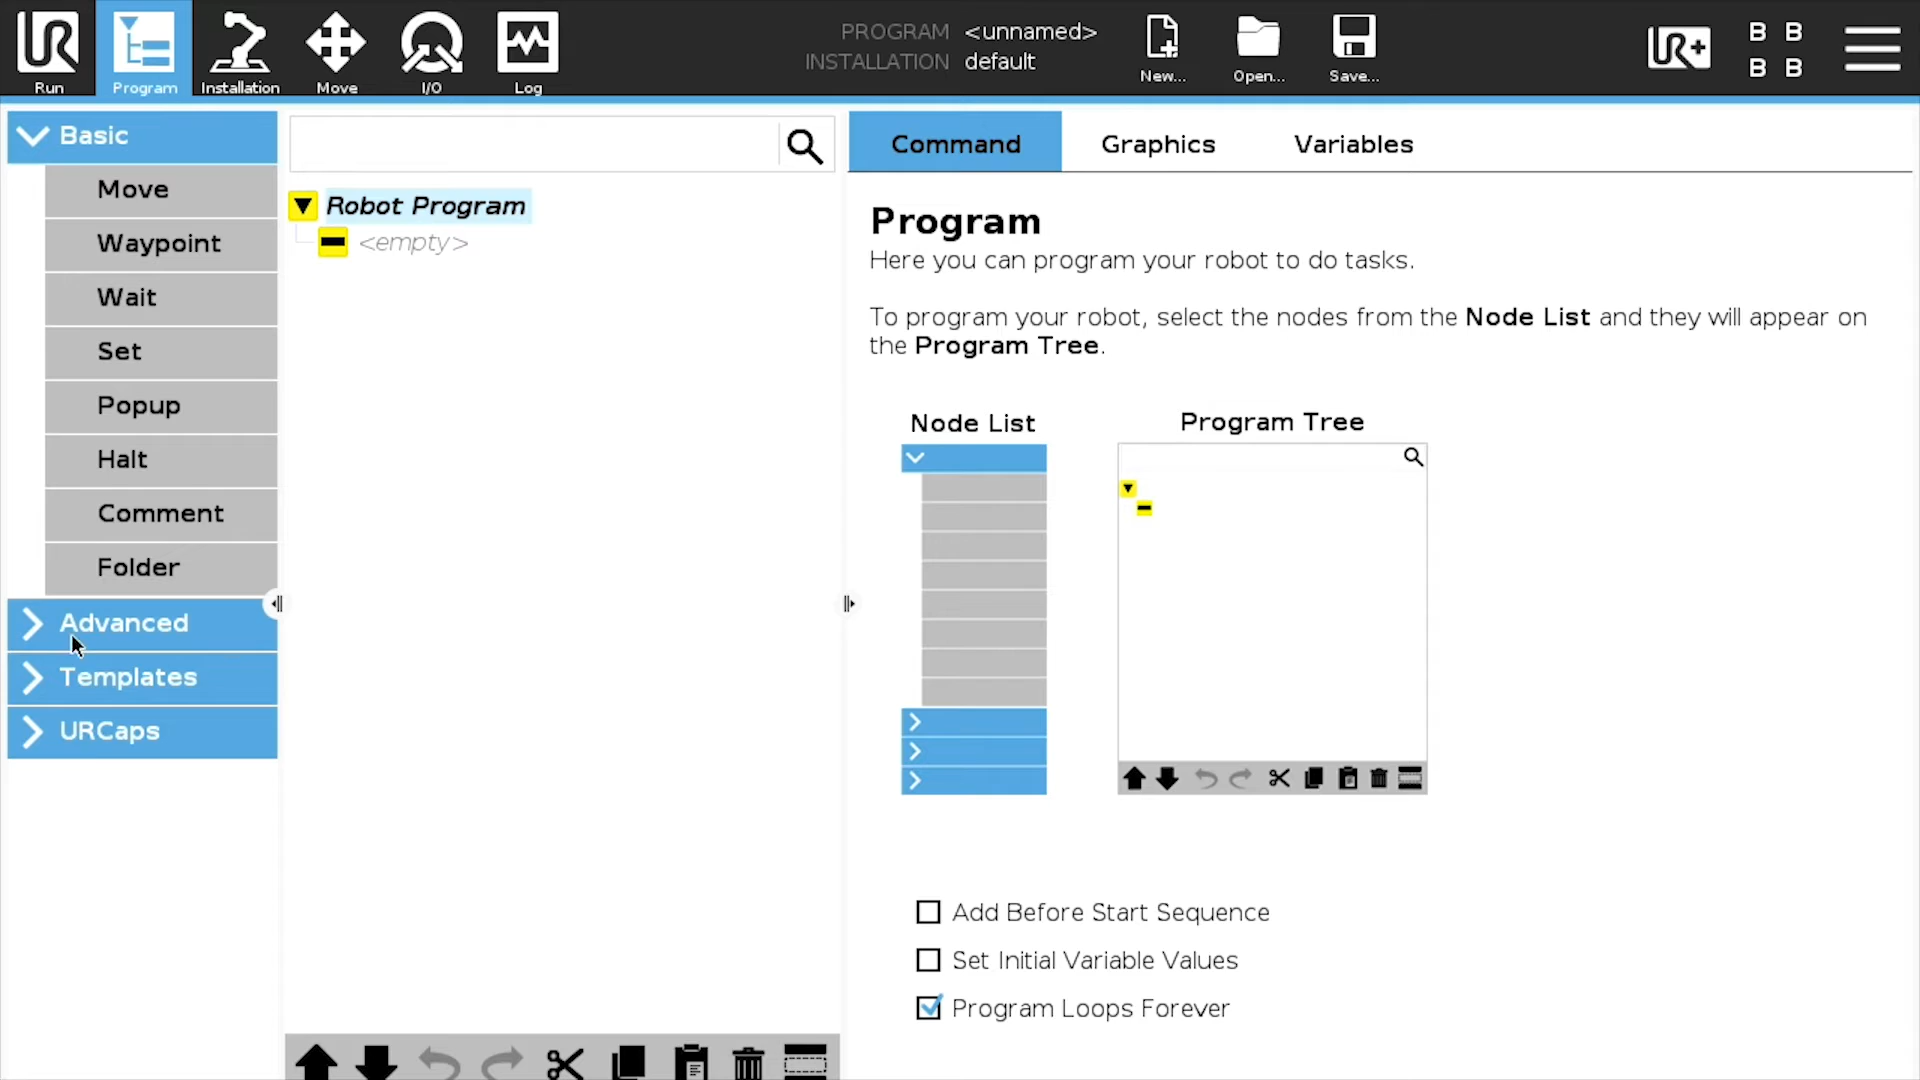 Run
Program
Installation
Move
I/O
Log
PROGRAM <unnamed>
INSTALLATION default
New...
Open...
Save...
UR+
B B
B B
Basic
Move
Waypoint
Wait
Set
Popup
Halt
Comment
Folder
Advanced
Templates
URCaps
Robot Program
<empty>
Command
Graphics
Variables
Program
Here you can program your robot to do tasks.
To program your robot, select the nodes from the Node List and they will appear on
the Program Tree.
Node List
Program Tree
Add Before Start Sequence
Set Initial Variable Values
Program Loops Forever